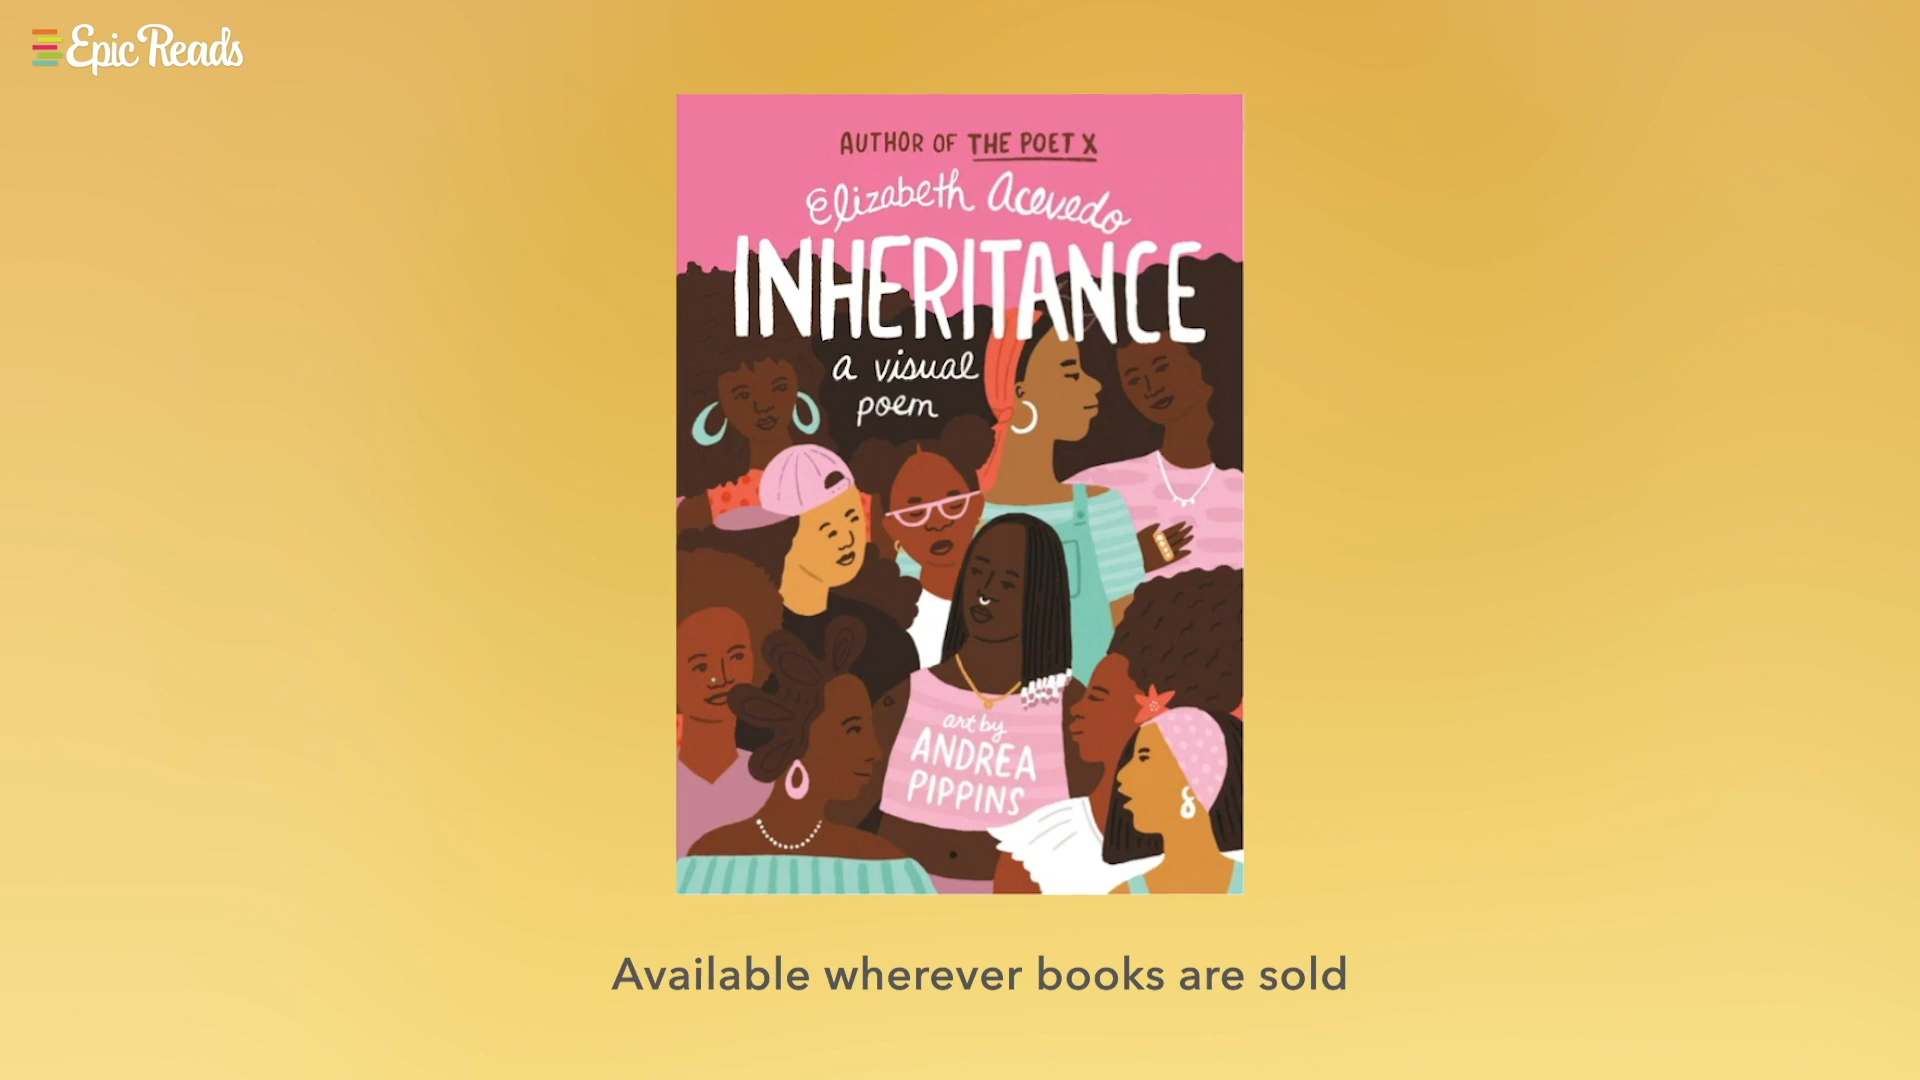 Epic Reads
AUTHOR OF THE POET X
Elizabeth Acevedo
INHERITANCE
a visual
poem
art by
ANDREA
PIPPINS
Available wherever books are sold